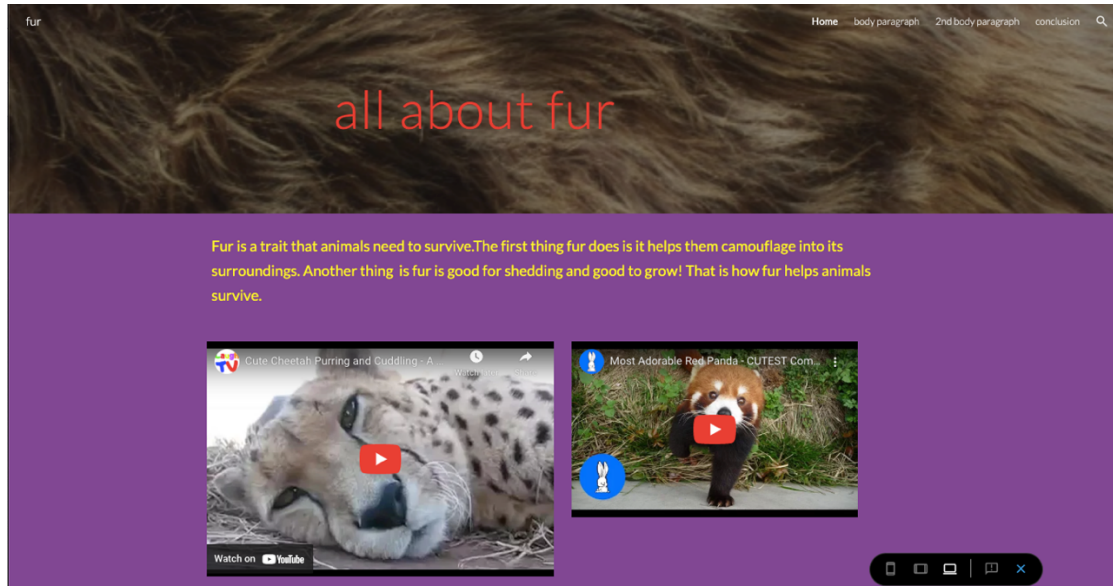 fur
Home body paragraph 2nd body paragraph conclusion
all about fur
Fur is a trait that animals need to survive.The first thing fur does is it helps them camouflage into its
surroundings. Another thing  is fur is good for shedding and good to grow! That is how fur helps animals
survive.
Cute Cheetah Purring and Cuddling - A
Most Adorable Red Panda - CUTEST Com...
Watch on YouTube